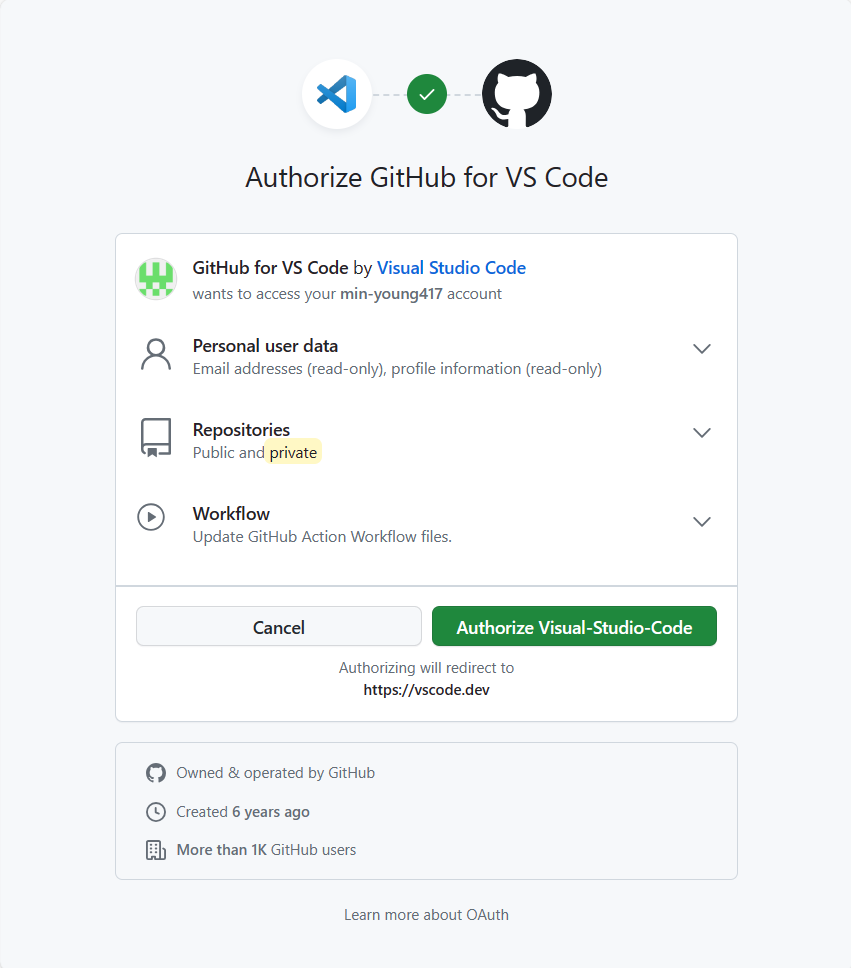 Authorize GitHub for VS Code
GitHub for VS Code by Visual Studio Code
wants to access your min-young417 account
Personal user data
Email addresses (read-only), profile information (read-only)
Repositories
Public and private
Workflow
Update GitHub Action Workflow files.
Cancel
Authorize Visual-Studio-Code
Authorizing will redirect to
https://vscode.dev
Owned & operated by GitHub
Created 6 years ago
More than 1K GitHub users
Learn more about OAuth